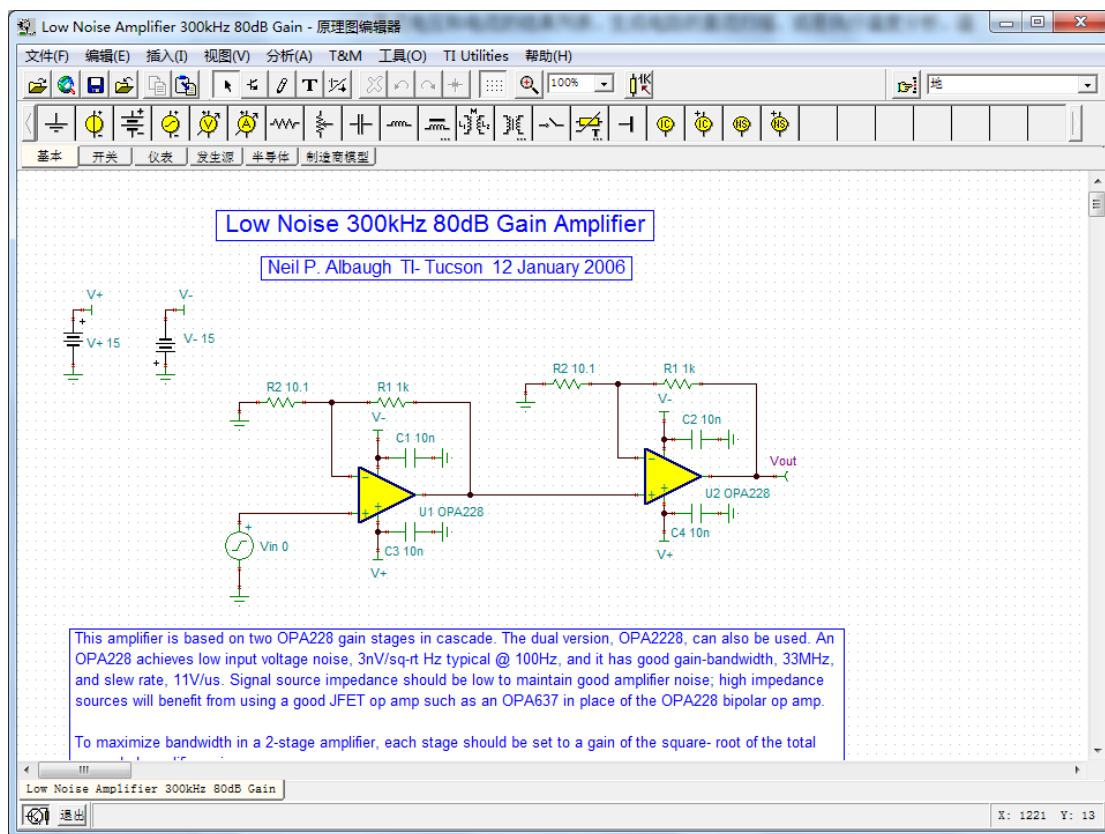 Low Noise Amplifier 300kHz 80dB Gain - 原理图编辑器
文件(F) 编辑(E) 插入(I) 视图(V) 分析(A) T&M 工具(O) TI Utilities 帮助(H)
100%
1K
地
基本 开关 仪表 发生源 半导体 制造商模型
Low Noise 300kHz 80dB Gain Amplifier
Neil P. Albaugh TI- Tucson 12 January 2006
V+ V-
V+ 15 V- 15
R2 10.1 R1 1k
R2 10.1 R1 1k
V-
V-
C1 10n
C2 10n
Vout
U1 OPA228
U2 OPA228
Vin 0
C3 10n
C4 10n
V+
V+
This amplifier is based on two OPA228 gain stages in cascade. The dual version, OPA2228, can also be used. An
OPA228 achieves low input voltage noise, 3nV/sq-rt Hz typical @ 100Hz, and it has good gain-bandwidth, 33MHz,
and slew rate, 11V/us. Signal source impedance should be low to maintain good amplifier noise; high impedance
sources will benefit from using a good JFET op amp such as an OPA637 in place of the OPA228 bipolar op amp.
To maximize bandwidth in a 2-stage amplifier, each stage should be set to a gain of the square- root of the total
Low Noise Amplifier 300kHz 80dB Gain
退出
X: 1221 Y: 13